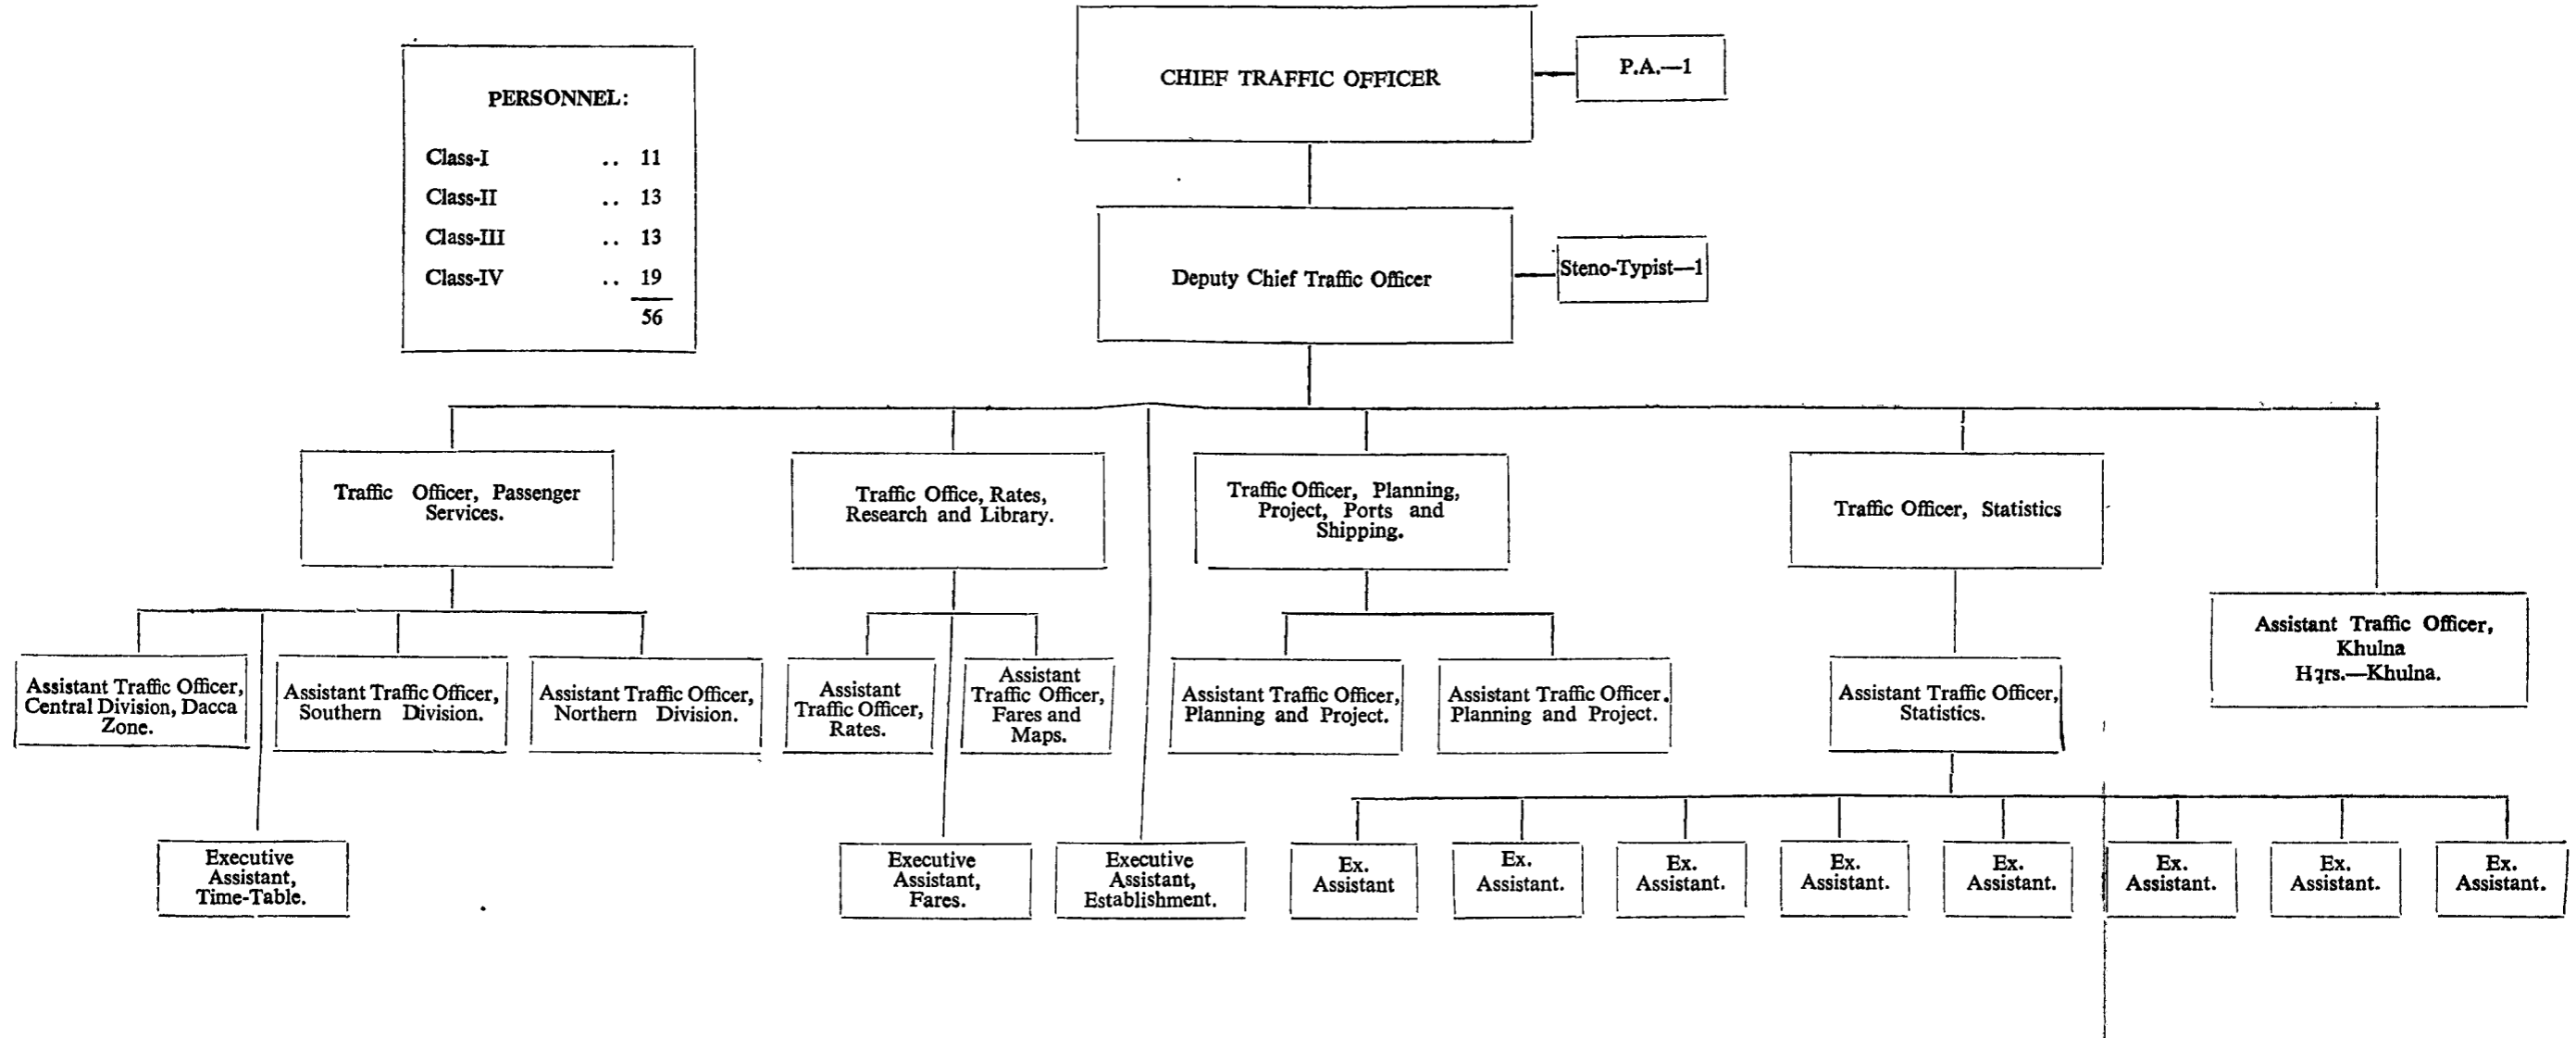 CHIEF TRAFFIC OFFICER
P.A.—1
PERSONNEL:
Class-I .. 11
Class-II .. 13
Class-III .. 13
Class-IV .. 19
56
Deputy Chief Traffic Officer
Steno-Typist—1
Traffic Officer, Passenger
Services.
Traffic Office, Rates,
Research and Library.
Traffic Officer, Planning,
Project, Ports and
Shipping.
Traffic Officer, Statistics
Assistant Traffic Officer,
Khulna
Hqrs.—Khulna.
Assistant Traffic Officer,
Central Division, Dacca
Zone.
Assistant Traffic Officer,
Southern Division.
Assistant Traffic Officer,
Northern Division.
Assistant
Traffic Officer,
Rates.
Assistant
Traffic Officer,
Fares and
Maps.
Assistant Traffic Officer,
Planning and Project.
Assistant Traffic Officer.
Planning and Project.
Assistant Traffic Officer,
Statistics.
Executive
Assistant,
Time-Table.
Executive
Assistant,
Fares.
Executive
Assistant,
Establishment.
Ex.
Assistant
Ex.
Assistant.
Ex.
Assistant.
Ex.
Assistant.
Ex.
Assistant.
Ex.
Assistant.
Ex.
Assistant.
Ex.
Assistant.